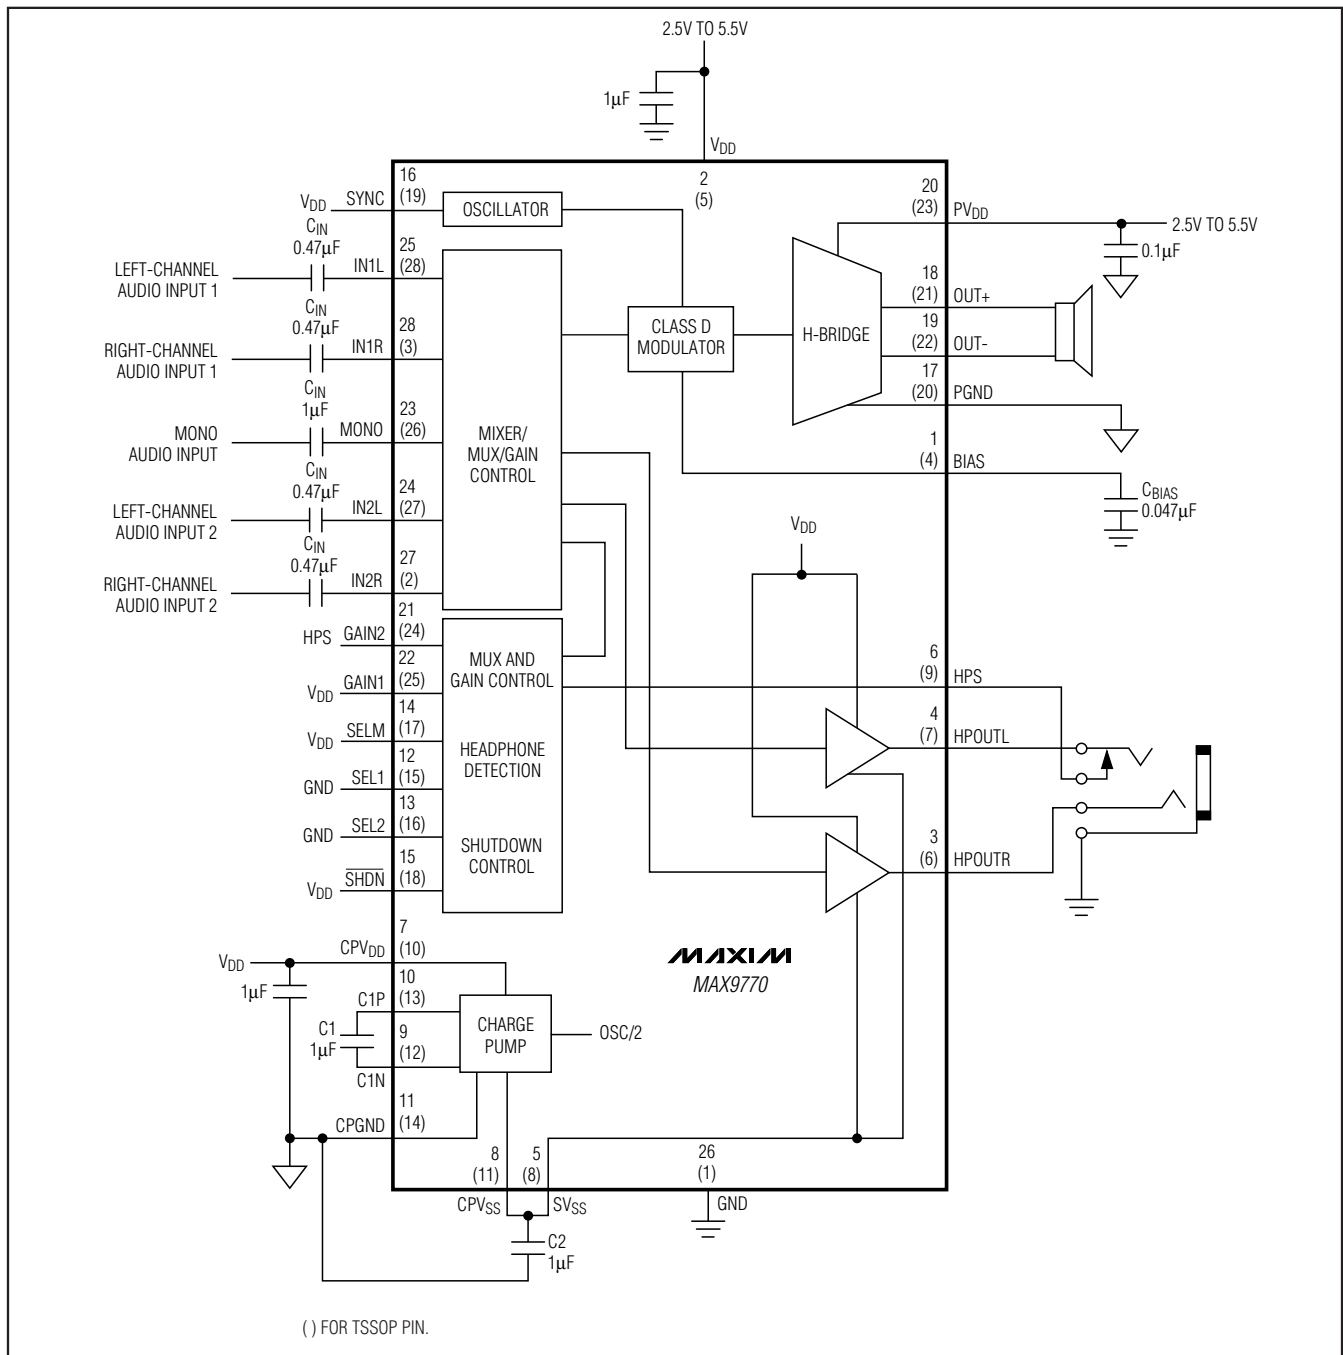 2.5V TO 5.5V
1µF
VDD
2
(5)
16
(19)
VDD
SYNC
OSCILLATOR
20
(23)
PVDD
2.5V TO 5.5V
0.1µF
CIN
0.47µF
25
(28)
LEFT-CHANNEL
AUDIO INPUT 1
IN1L
18
(21)
OUT+
CIN
0.47µF
28
(3)
RIGHT-CHANNEL
AUDIO INPUT 1
IN1R
CLASS D
MODULATOR
H-BRIDGE
19
(22)
OUT-
17
(20)
PGND
CIN
1µF
23
(26)
MONO
AUDIO INPUT
MONO
MIXER/
MUX/GAIN
CONTROL
1
(4)
BIAS
CBIAS
0.047µF
CIN
0.47µF
24
(27)
LEFT-CHANNEL
AUDIO INPUT 2
IN2L
VDD
CIN
0.47µF
27
(2)
RIGHT-CHANNEL
AUDIO INPUT 2
IN2R
21
(24)
HPS
GAIN2
22
(25)
VDD
GAIN1
MUX AND
GAIN CONTROL
6
(9)
HPS
14
(17)
VDD
SELM
4
(7)
HPOUTL
12
(15)
GND
SEL1
HEADPHONE
DETECTION
13
(16)
GND
SEL2
15
(18)
VDD
SHDN
SHUTDOWN
CONTROL
3
(6)
HPOUTR
7
(10)
VDD
CPVDD
1µF
MAXIM
MAX9770
10
(13)
C1P
C1
1µF
9
(12)
C1N
CHARGE
PUMP
OSC/2
11
(14)
CPGND
8
(11)
5
(8)
26
(1)
CPVSS
SVSS
GND
C2
1µF
( ) FOR TSSOP PIN.